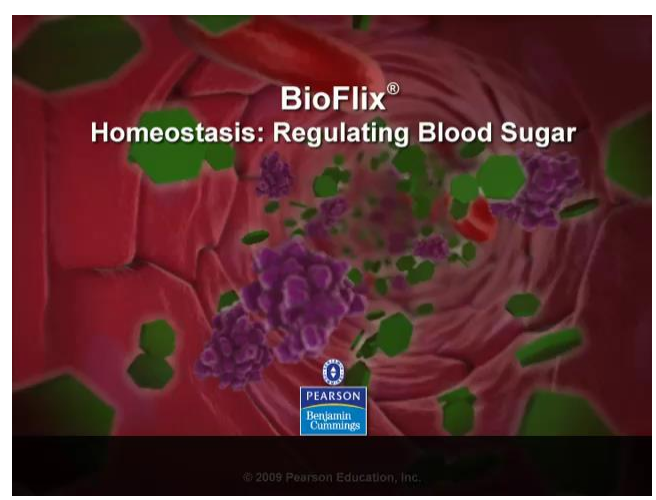 BioFlix®
Homeostasis: Regulating Blood Sugar
PEARSON
Benjamin
Cummings
© 2009 Pearson Education, Inc.